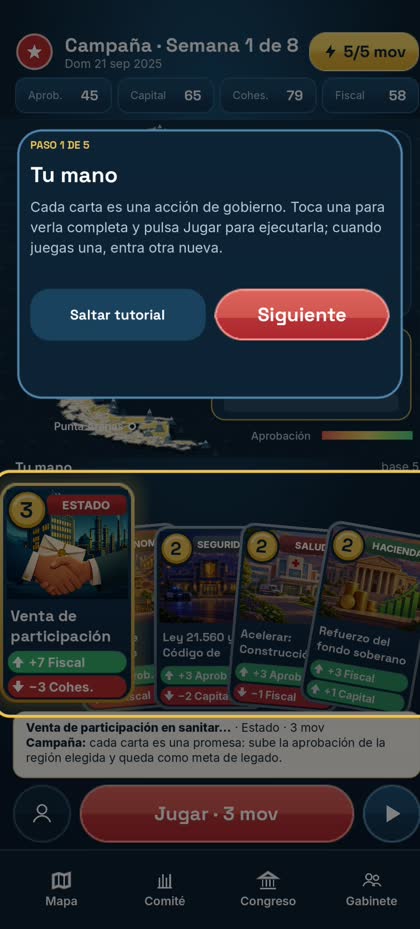 Campaña · Semana 1 de 8
Dom 21 sep 2025
5/5 mov
Aprob. 45
Capital 65
Cohes. 79
Fiscal 58
PASO 1 DE 5
Tu mano
Cada carta es una acción de gobierno. Toca una para
verla completa y pulsa Jugar para ejecutarla; cuando
juegas una, entra otra nueva.
Saltar tutorial
Siguiente
Punta Arenas
Aprobación
Tu mano
base 5
3
ESTADO
Venta de
participación
+7 Fiscal
−3 Cohes.
2
SEGURID
Ley 21.560 y
Código de
+3 Aprob
−2 Capita
2
SALUD
Acelerar:
Construcció
+3 Aprob
−1 Fiscal
2
HACIENDA
Refuerzo del
fondo soberano
+3 Fiscal
+1 Capital
Venta de participación en sanitar... · Estado · 3 mov
Campaña: cada carta es una promesa: sube la aprobación de la
región elegida y queda como meta de legado.
Jugar · 3 mov
Mapa
Comité
Congreso
Gabinete